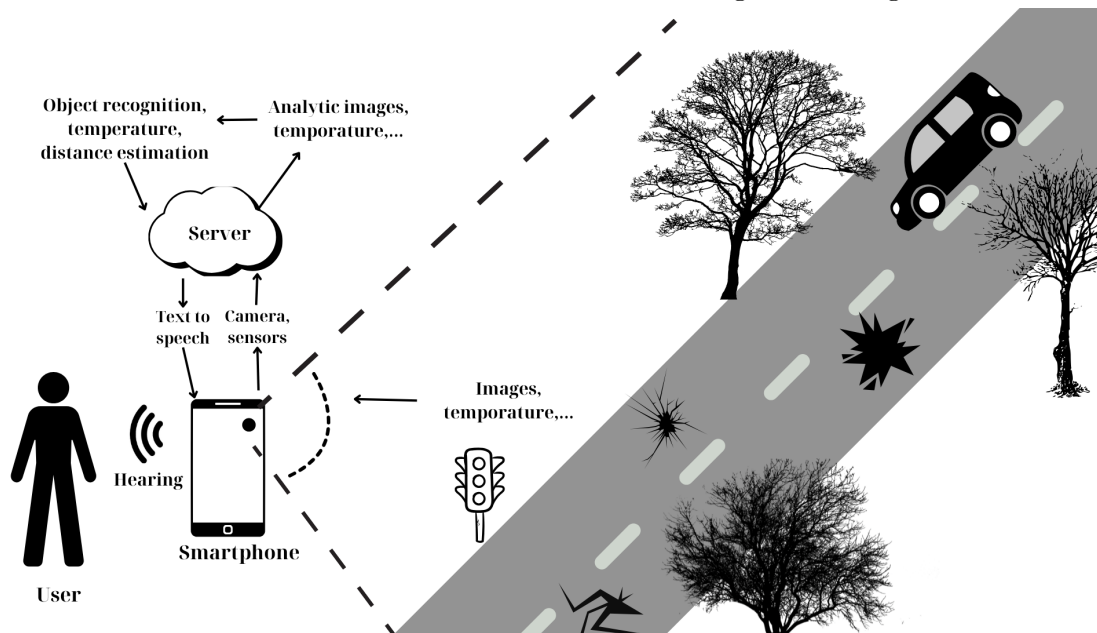 Object recognition,
temperature,
distance estimation
Analytic images,
temporature,...
Server
Text to
speech
Camera,
sensors
Images,
temporature,...
Hearing
Smartphone
User